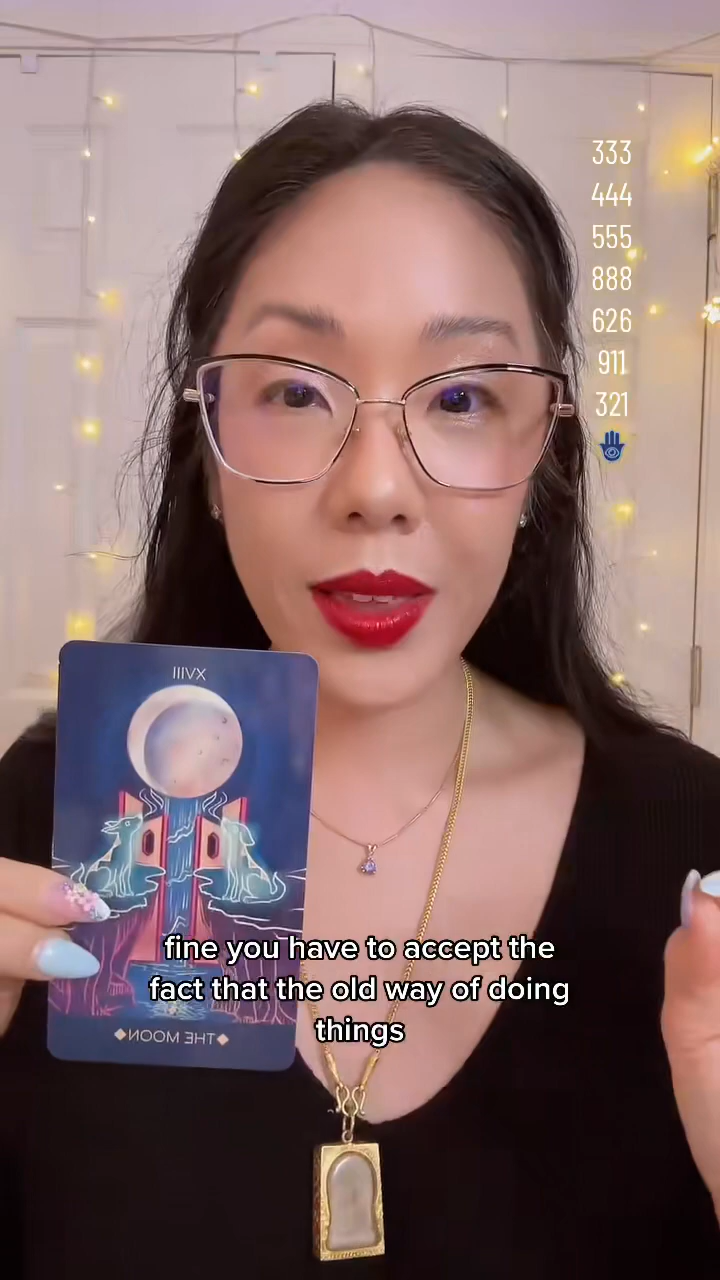 333
444
555
888
626
911
321
XVIII
fine you have to accept the
fact that the old way of doing
things
THE MOON